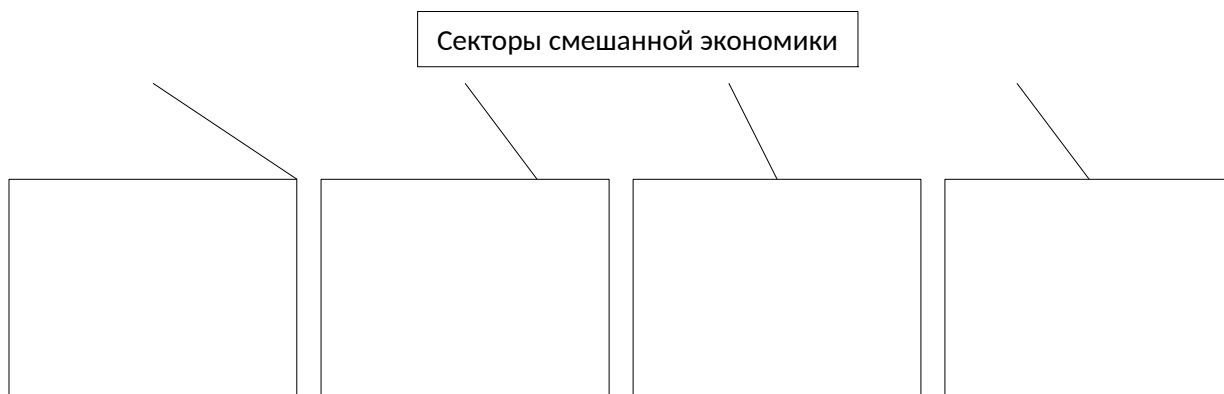 Секторы смешанной экономики